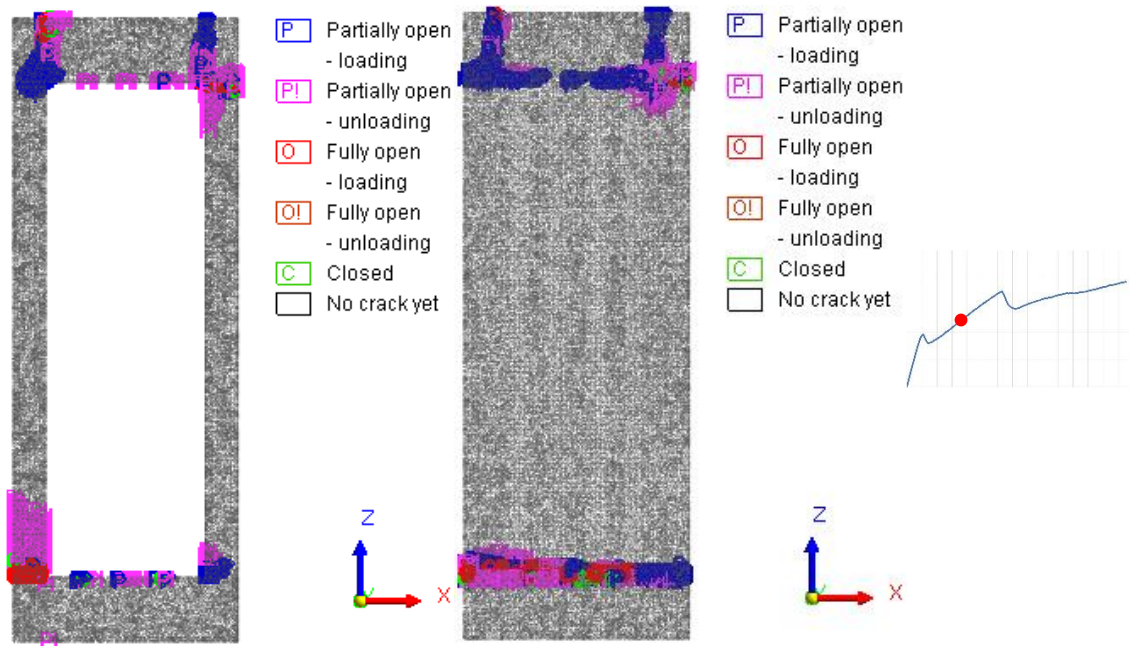 P Partially open
- loading
P! Partially open
- unloading
O Fully open
- loading
O! Fully open
- unloading
C Closed
No crack yet
Z
X
P Partially open
- loading
P! Partially open
- unloading
O Fully open
- loading
O! Fully open
- unloading
C Closed
No crack yet
Z
X